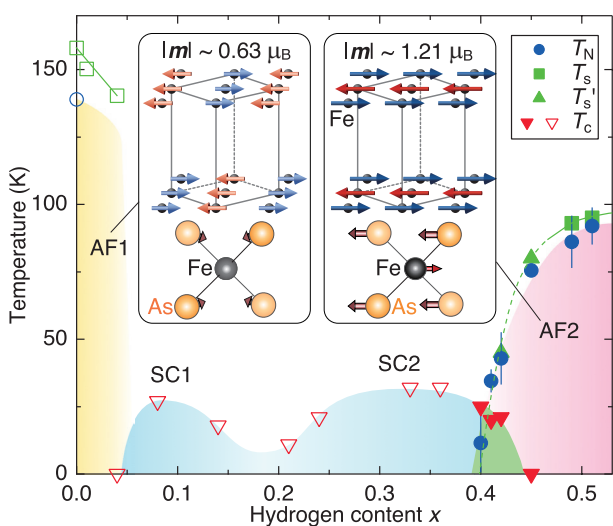 |m| ~ 0.63 μB
|m| ~ 1.21 μB
Fe
Fe
As
Fe
As
TN
Ts
Ts'
Tc
AF1
AF2
SC1
SC2
Temperature (K)
150
100
50
0
0.0
0.1
0.2
0.3
0.4
0.5
Hydrogen content x